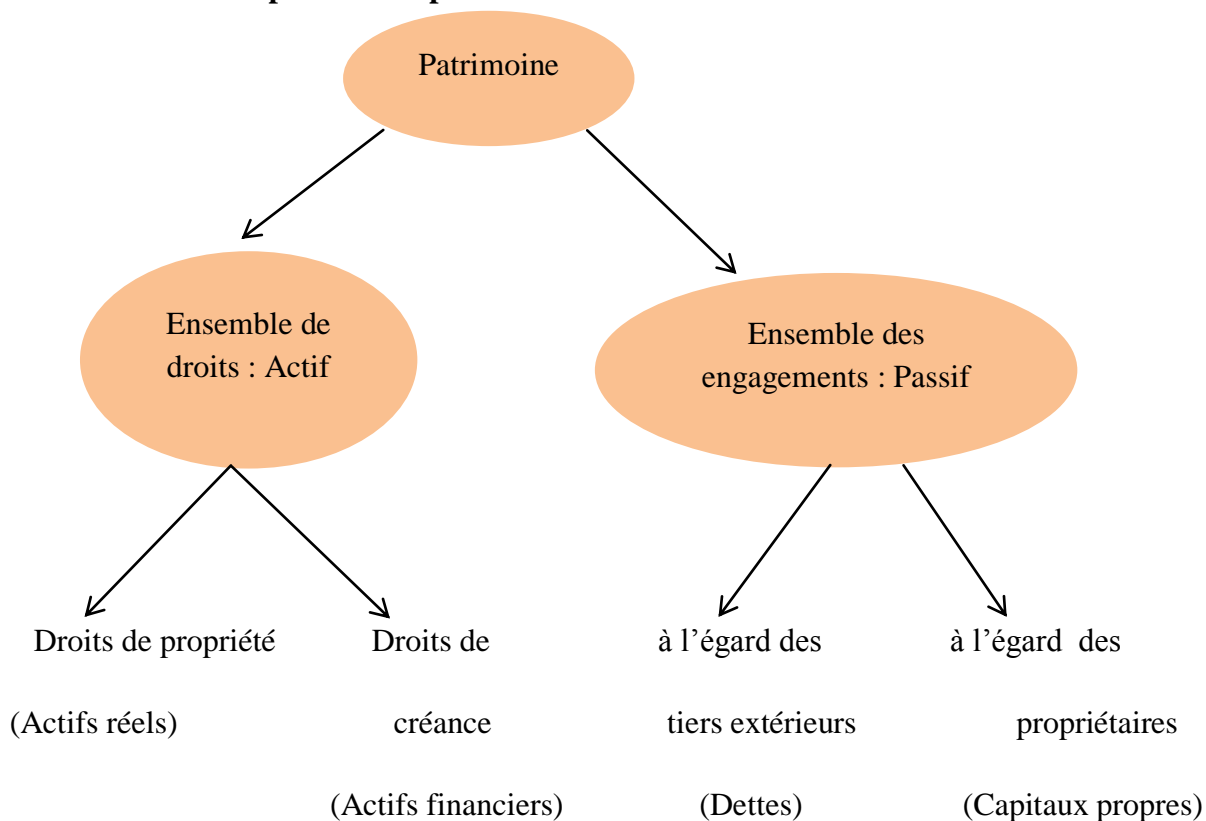 Patrimoine
Ensemble de
droits : Actif
Ensemble des
engagements : Passif
Droits de propriété
(Actifs réels)
Droits de
créance
(Actifs financiers)
à l’égard des
tiers extérieurs
(Dettes)
à l’égard des
propriétaires
(Capitaux propres)